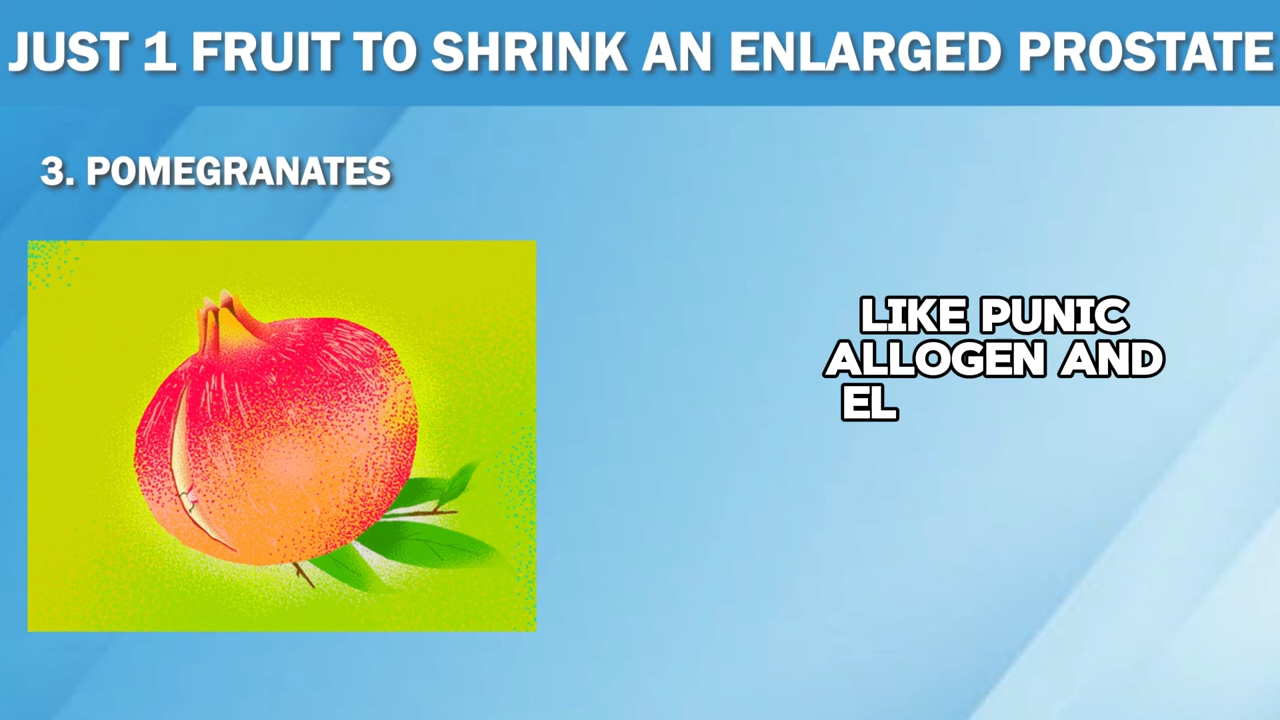 JUST 1 FRUIT TO SHRINK AN ENLARGED PROSTATE
3. POMEGRANATES
LIKE PUNIC
ALLOGEN AND
EL